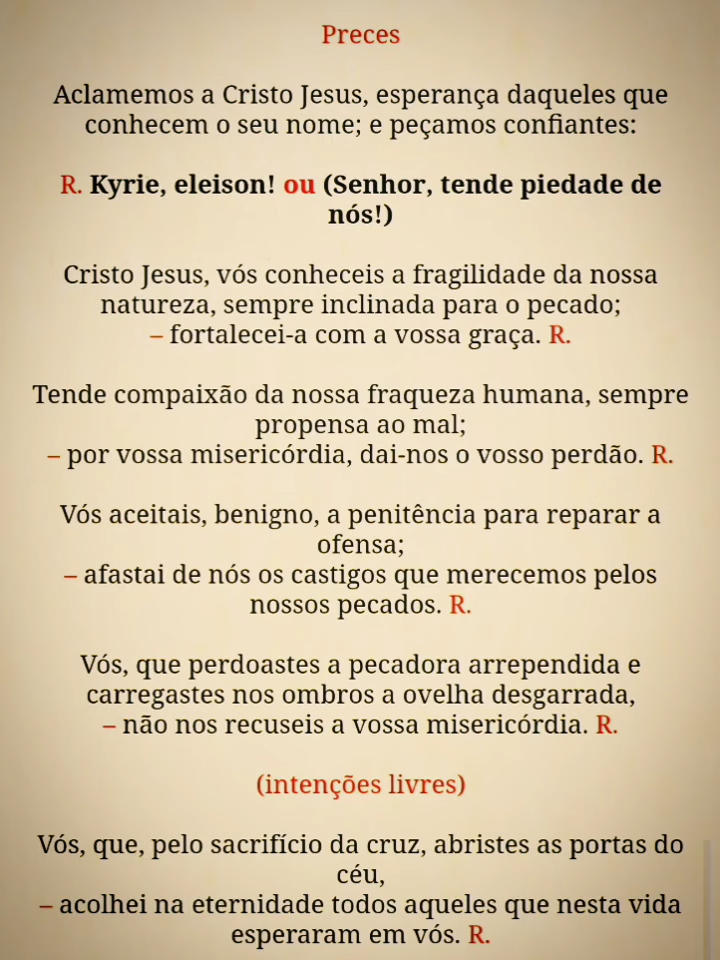 Preces
Aclamemos a Cristo Jesus, esperança daqueles que
conhecem o seu nome; e peçamos confiantes:
R. Kyrie, eleison! ou (Senhor, tende piedade de
nós!)
Cristo Jesus, vós conheceis a fragilidade da nossa
natureza, sempre inclinada para o pecado;
– fortalecei-a com a vossa graça. R.
Tende compaixão da nossa fraqueza humana, sempre
propensa ao mal;
– por vossa misericórdia, dai-nos o vosso perdão. R.
Vós aceitais, benigno, a penitência para reparar a
ofensa;
– afastai de nós os castigos que merecemos pelos
nossos pecados. R.
Vós, que perdoastes a pecadora arrependida e
carregastes nos ombros a ovelha desgarrada,
– não nos recuseis a vossa misericórdia. R.
(intenções livres)
Vós, que, pelo sacrifício da cruz, abristes as portas do
céu,
– acolhei na eternidade todos aqueles que nesta vida
esperaram em vós. R.